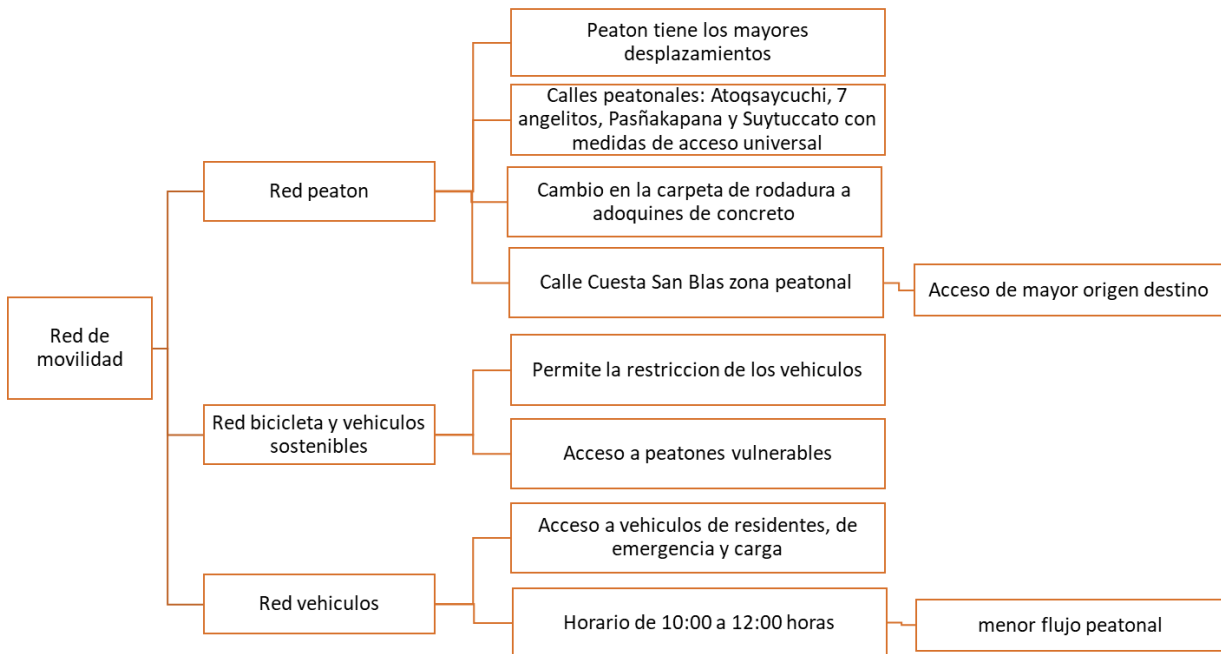 Peaton tiene los mayores
desplazamientos
Calles peatonales: Atoqsaycuchi, 7
angelitos, Pasñakapana y Suytuccato con
medidas de acceso universal
Red peaton
Cambio en la carpeta de rodadura a
adoquines de concreto
Calle Cuesta San Blas zona peatonal
Acceso de mayor origen destino
Red de
movilidad
Permite la restriccion de los vehiculos
Red bicicleta y vehiculos
sostenibles
Acceso a peatones vulnerables
Acceso a vehiculos de residentes, de
emergencia y carga
Red vehiculos
Horario de 10:00 a 12:00 horas
menor flujo peatonal